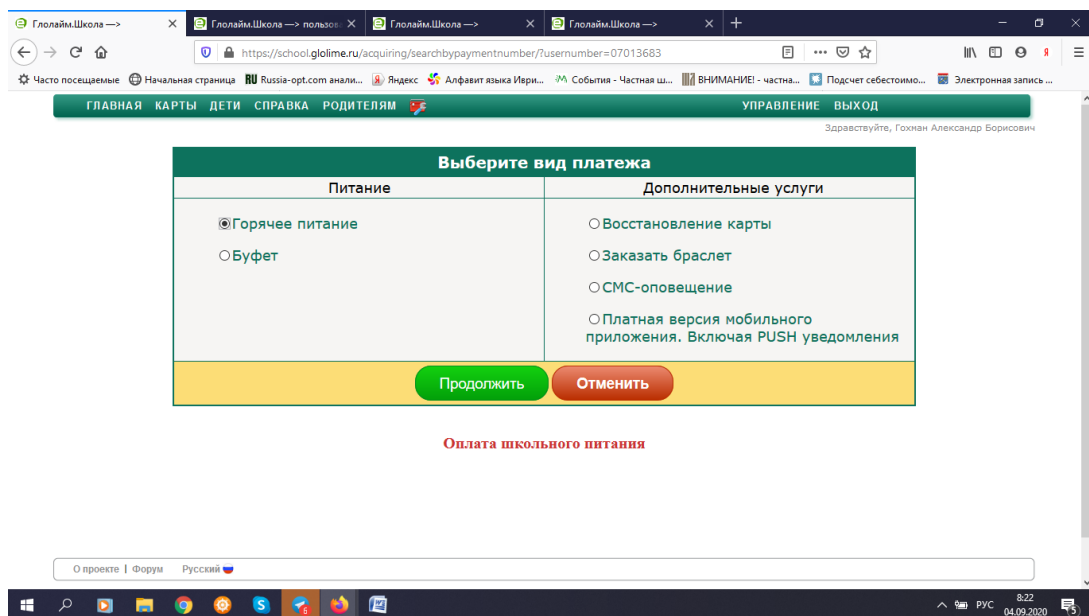 Глолайм.Школа —>
Глолайм.Школа —> пользов
Глолайм.Школа —>
Глолайм.Школа —>
https://school.glolime.ru/acquiring/searchbypaymentnumber/?usernumber=07013683
Часто посещаемые
Начальная страница
RU Russia-opt.com анали...
Яндекс
Алфавит языка Иври...
События - Частная ш...
ВНИМАНИЕ! - частна...
Подсчет себестоимо...
Электронная запись ...
ГЛАВНАЯ КАРТЫ ДЕТИ СПРАВКА РОДИТЕЛЯМ
УПРАВЛЕНИЕ ВЫХОД
Здравствуйте, Гохман Александр Борисович
Выберите вид платежа
Питание
Дополнительные услуги
Горячее питание
Буфет
Восстановление карты
Заказать браслет
СМС-оповещение
Платная версия мобильного
приложения. Включая PUSH уведомления
Продолжить
Отменить
Оплата школьного питания
О проекте | Форум Русский
РУС
8:22
04.09.2020